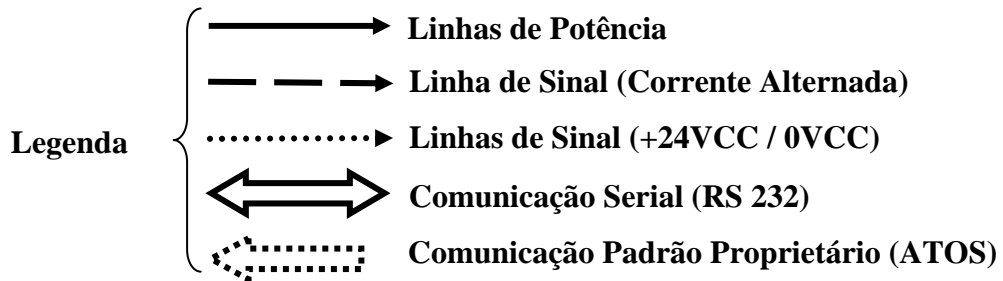 Linhas de Potência
Linha de Sinal (Corrente Alternada)
Legenda
Linhas de Sinal (+24VCC / 0VCC)
Comunicação Serial (RS 232)
Comunicação Padrão Proprietário (ATOS)